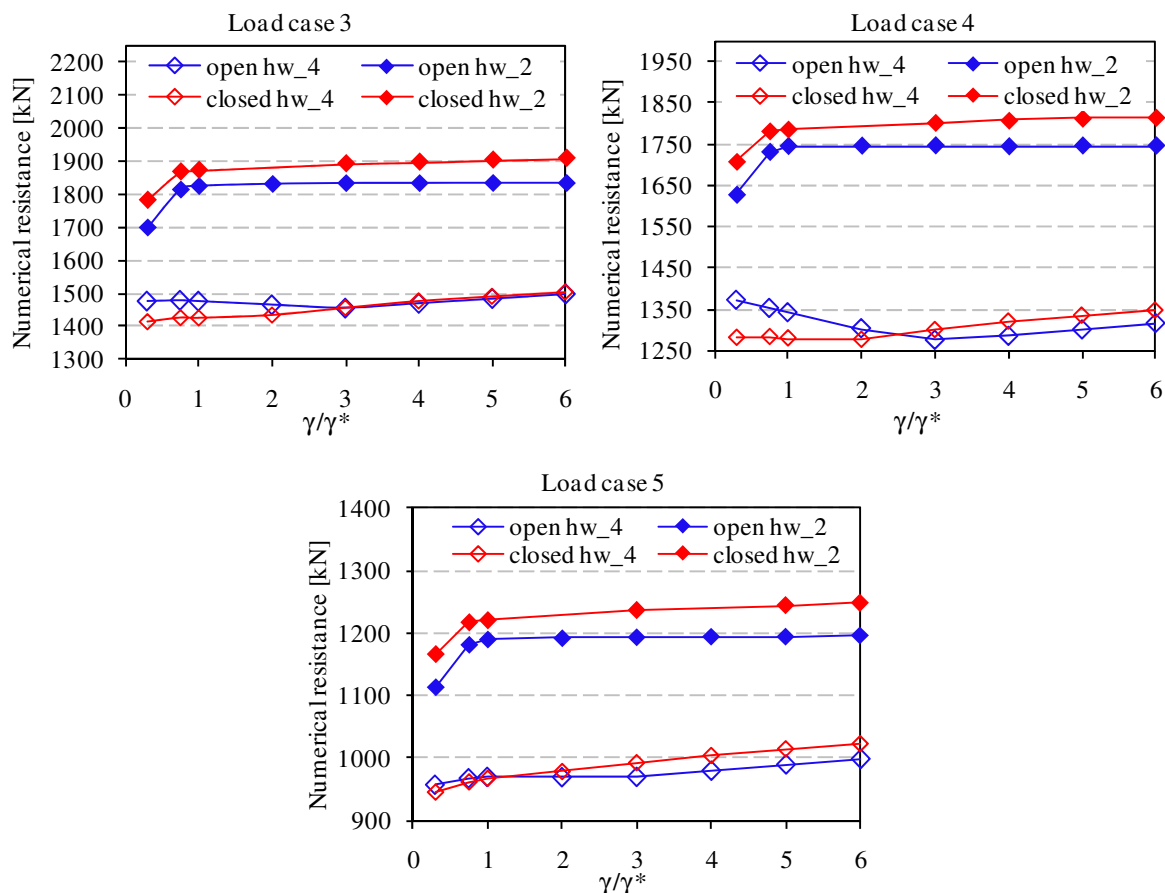 Load case 3
Numerical resistance [kN]
2200
2100
2000
1900
1800
1700
1600
1500
1400
1300
open hw_4
open hw_2
closed hw_4
closed hw_2
0 1 2 3 4 5 6
γ/γ*
Load case 4
Numerical resistance [kN]
1950
1850
1750
1650
1550
1450
1350
1250
open hw_4
open hw_2
closed hw_4
closed hw_2
0 1 2 3 4 5 6
γ/γ*
Load case 5
Numerical resistance [kN]
1400
1300
1200
1100
1000
900
open hw_4
open hw_2
closed hw_4
closed hw_2
0 1 2 3 4 5 6
γ/γ*